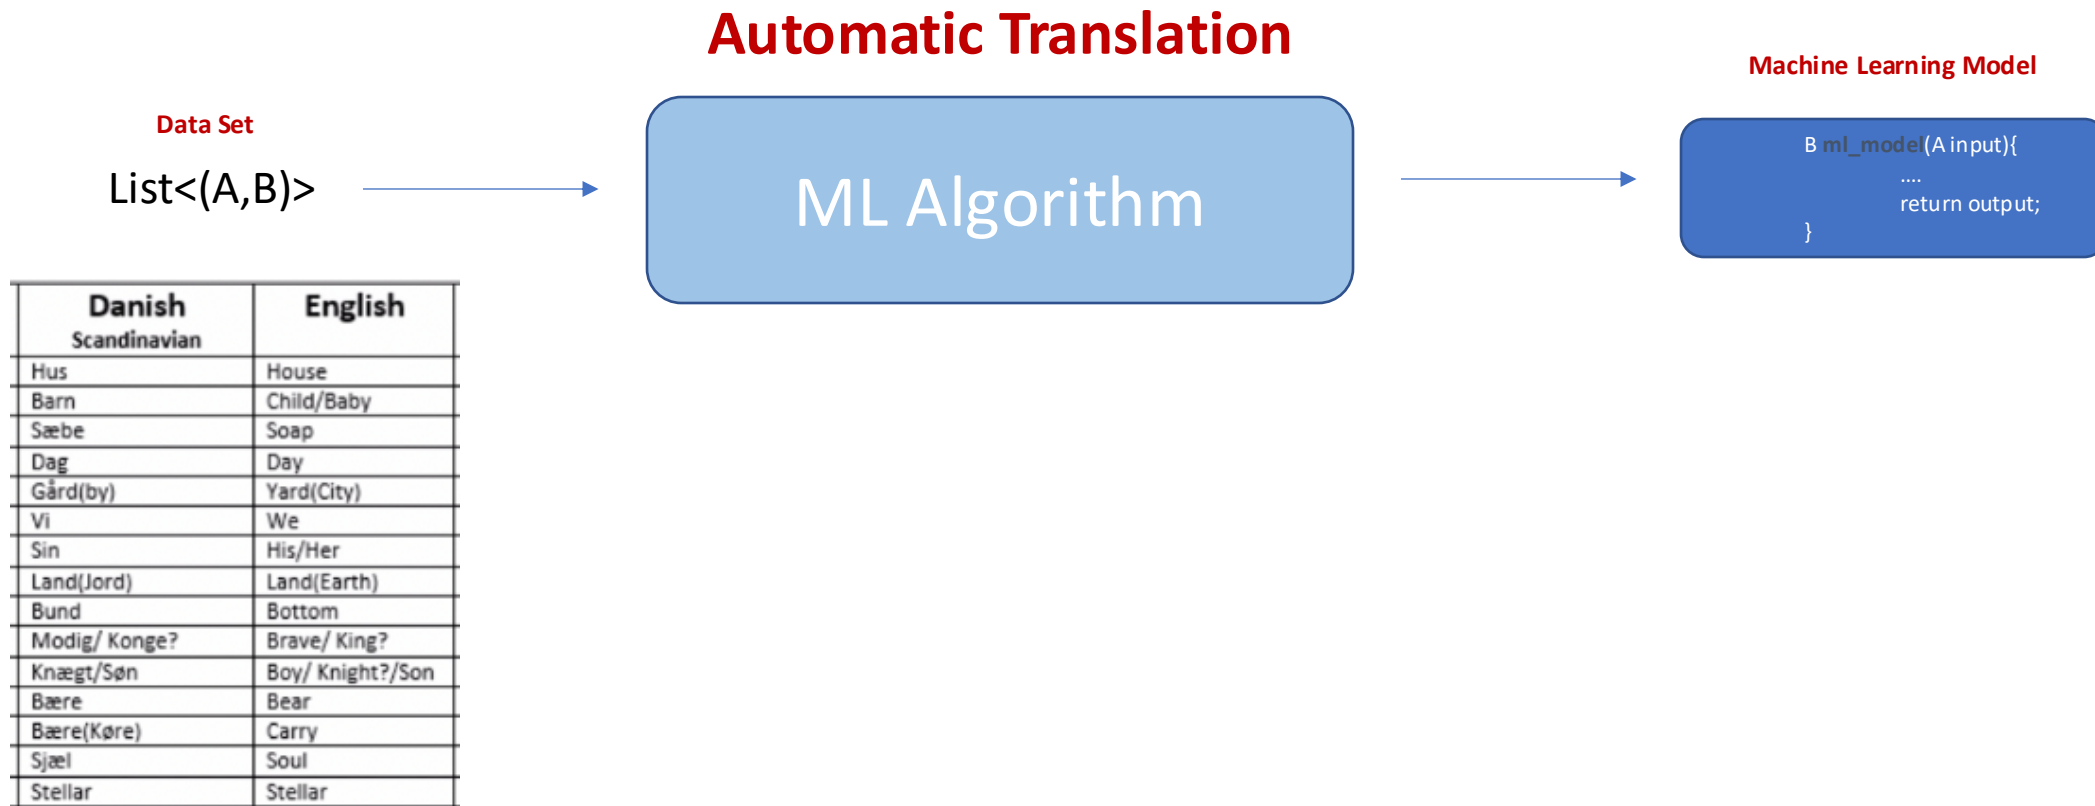 Automatic Translation
Machine Learning Model
Data Set
List<(A,B)>
ML Algorithm
B ml_model(A input){
....
return output;
}
Danish English
Scandinavian
Hus House
Barn Child/Baby
Sæbe Soap
Dag Day
Gård(by) Yard(City)
Vi We
Sin His/Her
Land(Jord) Land(Earth)
Bund Bottom
Modig/ Konge? Brave/ King?
Knægt/Søn Boy/ Knight?/Son
Bære Bear
Bære(Køre) Carry
Sjæl Soul
Stellar Stellar